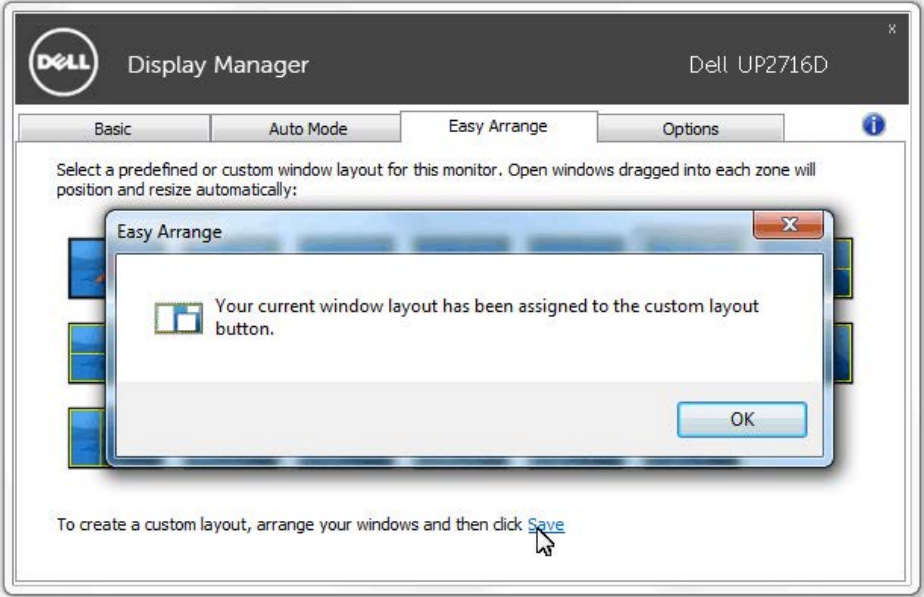 DELL
Display Manager
Dell UP2716D
x
Basic
Auto Mode
Easy Arrange
Options
i
Select a predefined or custom window layout for this monitor. Open windows dragged into each zone will
position and resize automatically:
Easy Arrange
x
Your current window layout has been assigned to the custom layout
button.
OK
To create a custom layout, arrange your windows and then click Save